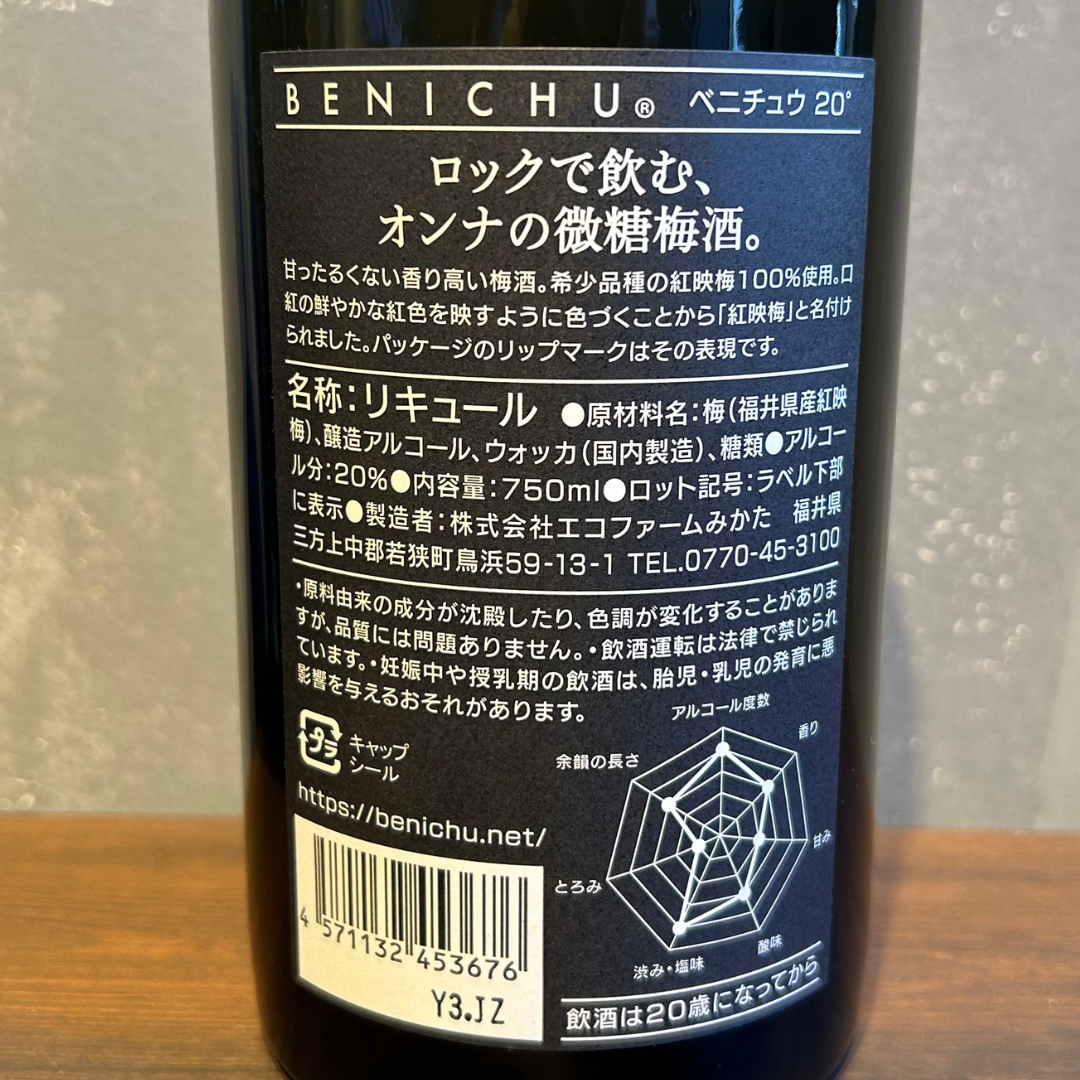 BENICHU® ベニチュウ 20°
ロックで飲む、
オンナの微糖梅酒。
甘ったるくない香り高い梅酒。希少品種の紅映梅100%使用。口
紅の鮮やかな紅色を映すように色づくことから「紅映梅」と名付け
られました。パッケージのリップマークはその表現です。
名称：リキュール ●原材料名：梅（福井県産紅映
梅）、醸造アルコール、ウォッカ（国内製造）、糖類●アルコー
ル分：20%●内容量：750ml●ロット記号：ラベル下部
に表示●製造者：株式会社エコファームみかた 福井県
三方上中郡若狭町鳥浜59-13-1 TEL.0770-45-3100
・原料由来の成分が沈殿したり、色調が変化することがありま
すが、品質には問題ありません。・飲酒運転は法律で禁じられ
ています。・妊娠中や授乳期の飲酒は、胎児・乳児の発育に悪
影響を与えるおそれがあります。
プラ
キャップ
シール
https://benichu.net/
アルコール度数
香り
甘み
酸味
渋み・塩味
とろみ
余韻の長さ
4 571132 453676
Y3.JZ
飲酒は20歳になってから